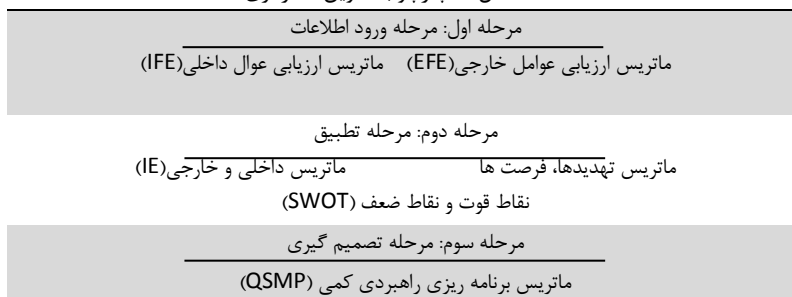 مرحله اول: مرحله ورود اطلاعات
ماتریس ارزیابی عوامل خارجی(EFE) ماتریس ارزیابی عوال داخلی(IFE)
مرحله دوم: مرحله تطبیق
ماتریس تهدیدها، فرصت ها ماتریس داخلی و خارجی(IE)
نقاط قوت و نقاط ضعف (SWOT)
مرحله سوم: مرحله تصمیم گیری
ماتریس برنامه ریزی راهبردی کمی (QSMP)